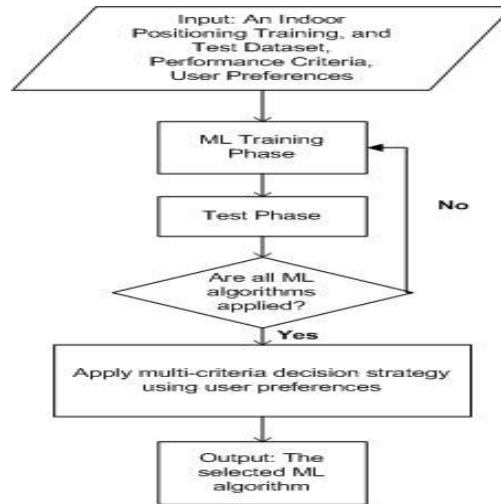 Input: An Indoor
Positioning Training, and
Test Dataset,
Performance Criteria,
User Preferences
ML Training
Phase
No
Test Phase
Are all ML
algorithms
applied?
Yes
Apply multi-criteria decision strategy
using user preferences
Output: The
selected ML
algorithm